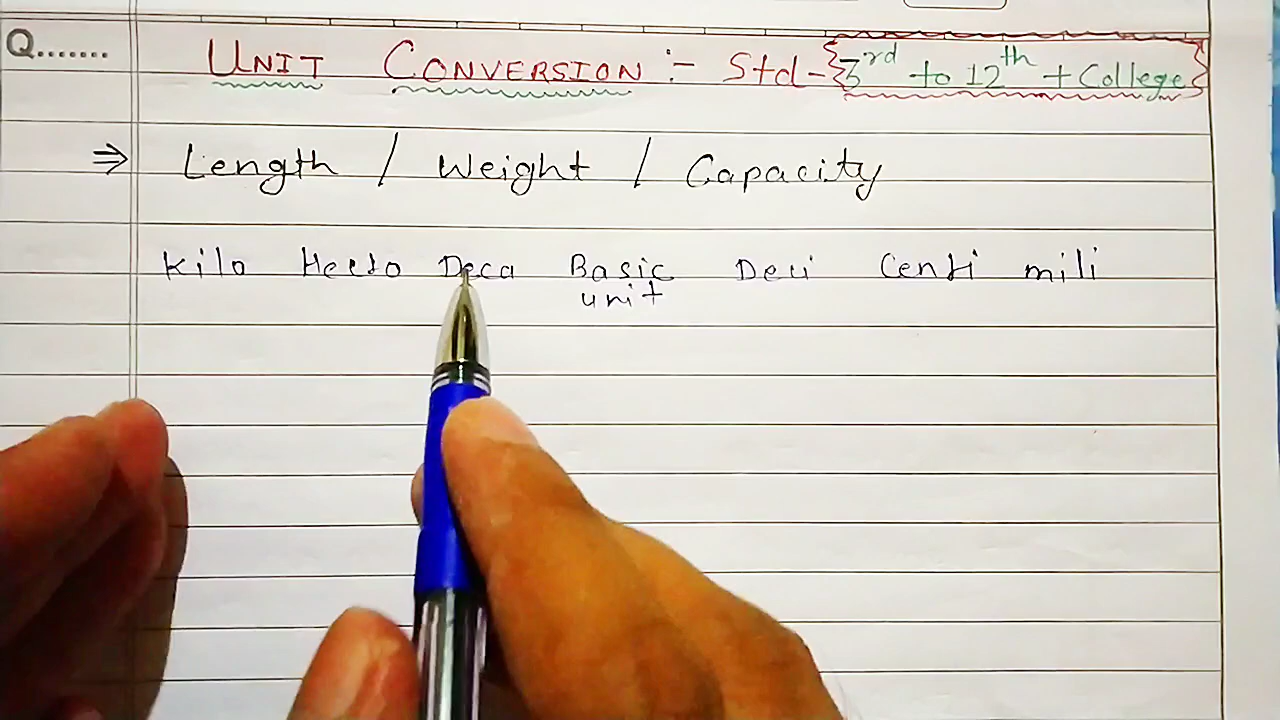 Q.......
UNIT CONVERSION :- Std-{3rd to 12th + College}
⇒ Length / Weight / Capacity
Kilo Hecto Deca Basic Deci Centi mili
unit